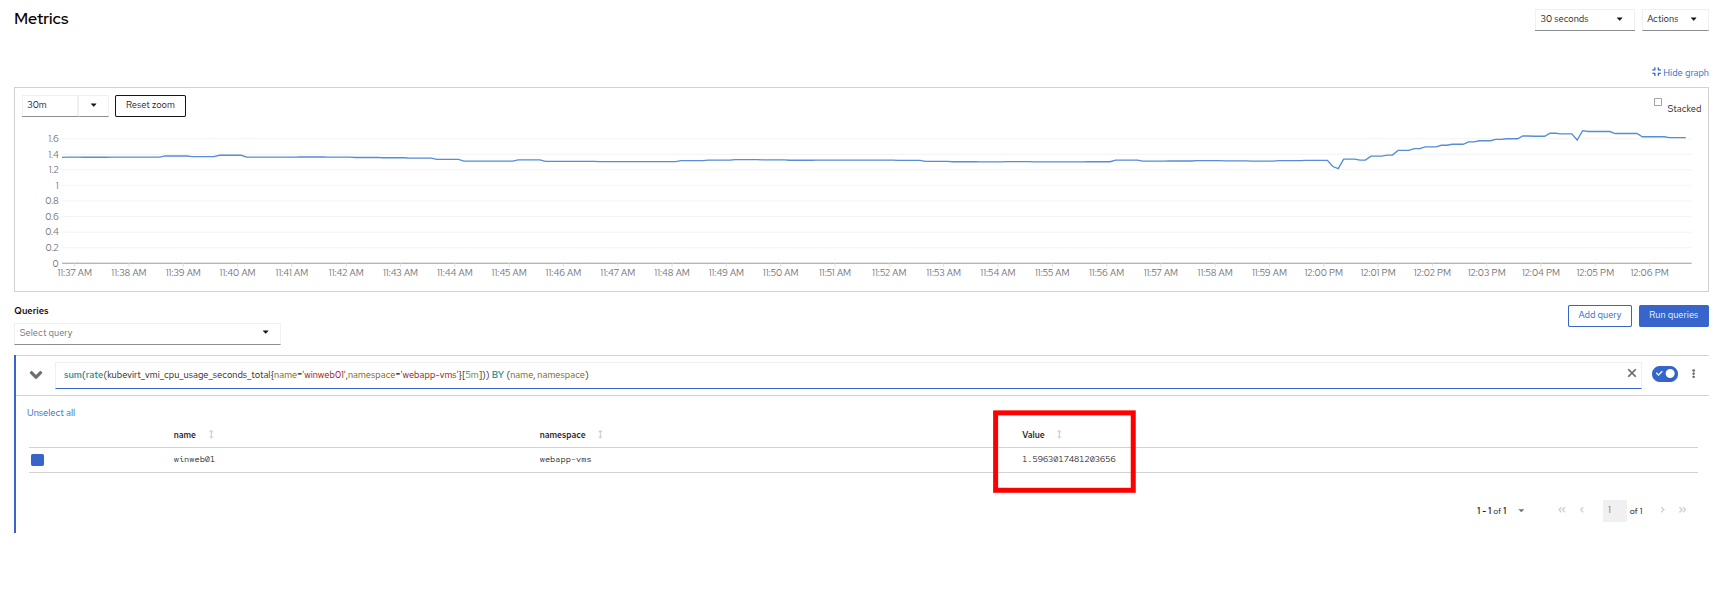 Metrics
30 seconds
Actions
Hide graph
30m
Reset zoom
Stacked
1.6
1.4
1.2
1
0.8
0.6
0.4
0.2
0
11:37 AM 11:38 AM 11:39 AM 11:40 AM 11:41 AM 11:42 AM 11:43 AM 11:44 AM 11:45 AM 11:46 AM 11:47 AM 11:48 AM 11:49 AM 11:50 AM 11:51 AM 11:52 AM 11:53 AM 11:54 AM 11:55 AM 11:56 AM 11:57 AM 11:58 AM 11:59 AM 12:00 PM 12:01 PM 12:02 PM 12:03 PM 12:04 PM 12:05 PM 12:06 PM
Queries
Select query
Add query
Run queries
sum(rate(kubevirt_vmi_cpu_usage_seconds_total{name='winweb01',namespace='webapp-vms'}[5m])) BY (name, namespace)
Unselect all
name namespace Value
winweb01 webapp-vms 1.5963017481203656
1 - 1 of 1
1 of 1